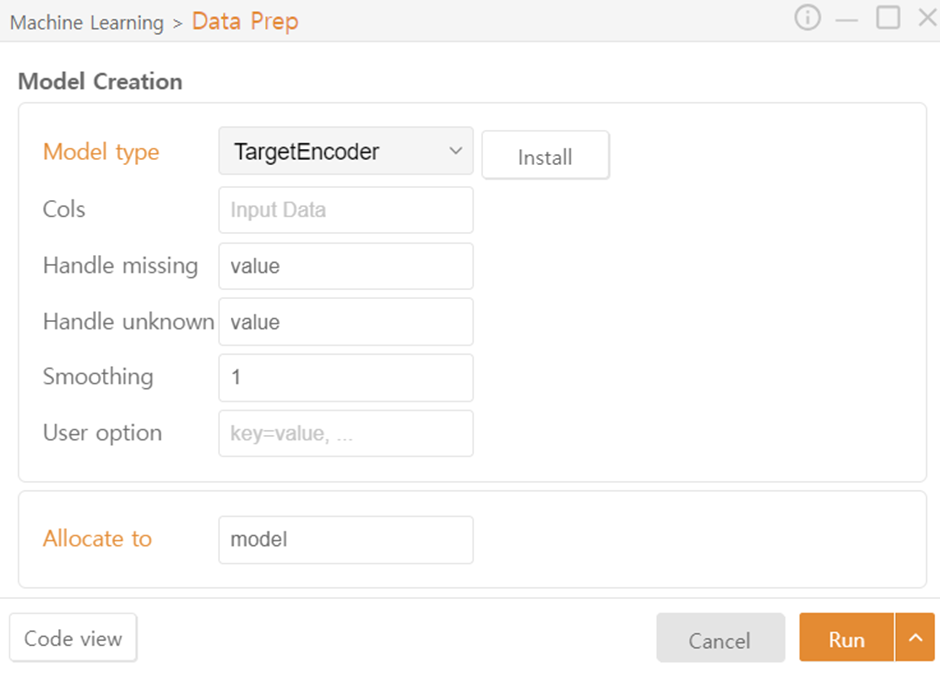 Machine Learning > Data Prep
Model Creation
Model type TargetEncoder Install
Cols Input Data
Handle missing value
Handle unknown value
Smoothing 1
User option key=value, ...
Allocate to model
Code view Cancel Run